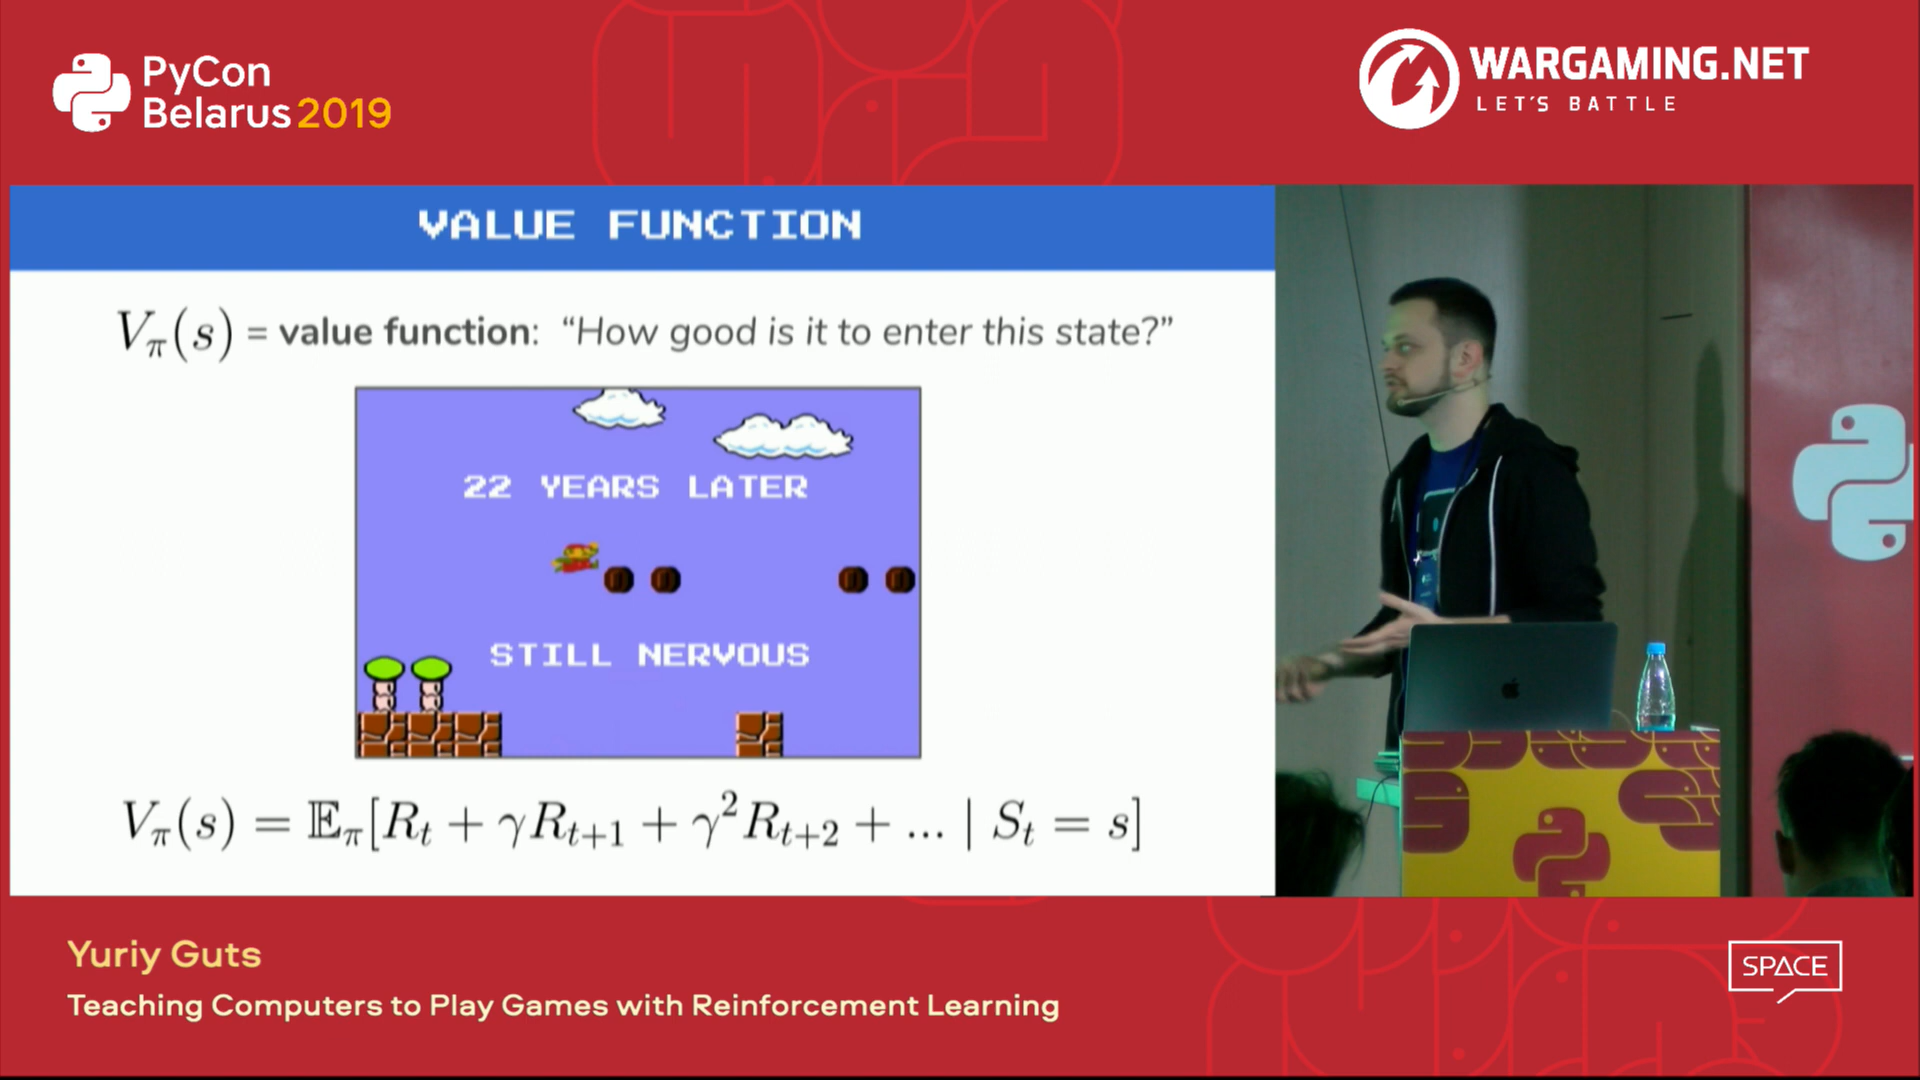 PyCon
Belarus 2019
WARGAMING.NET
LET'S BATTLE
VALUE FUNCTION
Vπ(s) = value function: “How good is it to enter this state?”
22 YEARS LATER
STILL NERVOUS
Vπ(s) = 𝔼π[Rₜ + γRₜ₊₁ + γ²Rₜ₊₂ + ... | Sₜ = s]
Yuriy Guts
Teaching Computers to Play Games with Reinforcement Learning
SPACE